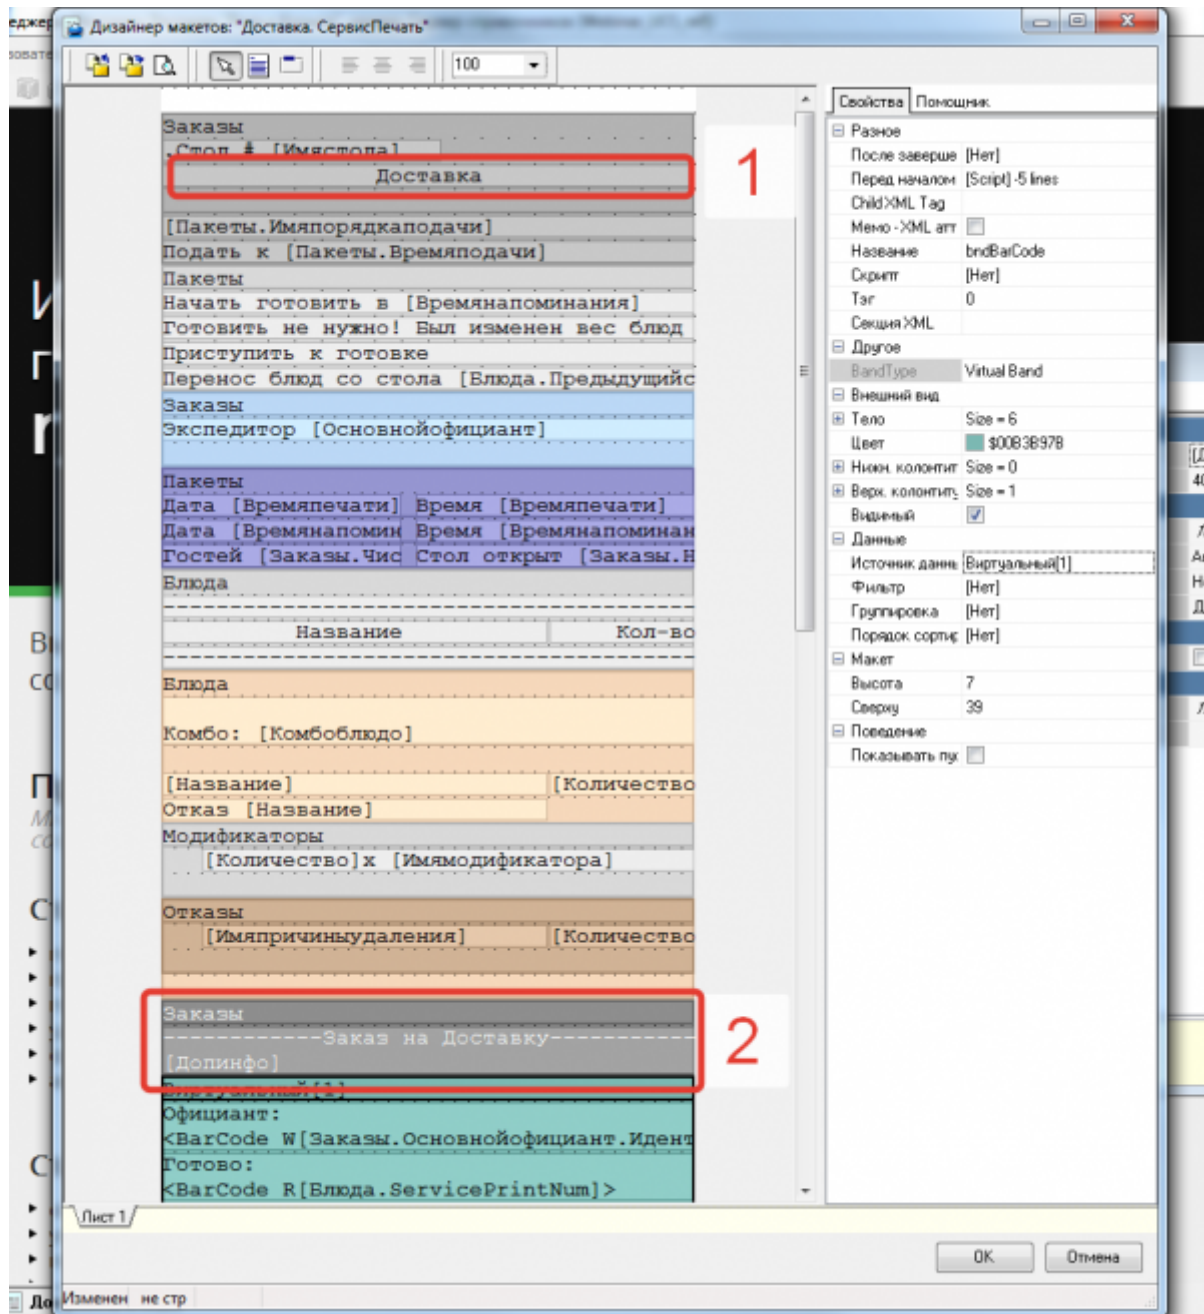 Дизайнер макетов: "Доставка. СервисПечать"
100
Заказы
.Стол # [Имястола]
Доставка
1
[Пакеты.Имяпорядкаподачи]
Подать к [Пакеты.Времяподачи]
Пакеты
Начать готовить в [Времянапоминания]
Готовить не нужно! Был изменен вес блюд
Приступить к готовке
Перенос блюд со стола [Блюда.Предыдущийс
Заказы
Экспедитор [Основнойофициант]
Пакеты
Дата [Времяпечати] Время [Времяпечати]
Дата [Времянапомин Время [Времянапоминан
Гостей [Заказы.Чис Стол открыт [Заказы.Н
Блюда
----------------------------------------
Название Кол-во
----------------------------------------
Блюда
Комбо: [Комбоблюдо]
[Название] [Количество
Отказ [Название]
Модификаторы
[Количество]x [Имямодификатора]
Отказы
[Имяпричиныудаления] [Количество
Заказы
------------Заказ на Доставку-----------
[Допинфо]
2
Виртуальный[1]
Официант:
<BarCode W[Заказы.Основнойофициант.Идент
Готово:
<BarCode R[Блюда.ServicePrintNum]>
Лист 1
Свойства Помощник
Разное
После заверше [Нет]
Перед началом [Script] -5 lines
Child XML Tag
Мемо - XML атт
Название bndBarCode
Скрипт [Нет]
Тэг 0
Секция XML
Другое
BandType Virtual Band
Внешний вид
Тело Size = 6
Цвет $00B3B97B
Нижн. колонтит Size = 0
Верх. колонтиту Size = 1
Видимый
Данные
Источник данны Виртуальный[1]
Фильтр [Нет]
Группировка [Нет]
Порядок сортир [Нет]
Макет
Высота 7
Сверху 39
Поведение
Показывать пус
OK Отмена
Изменен не стр